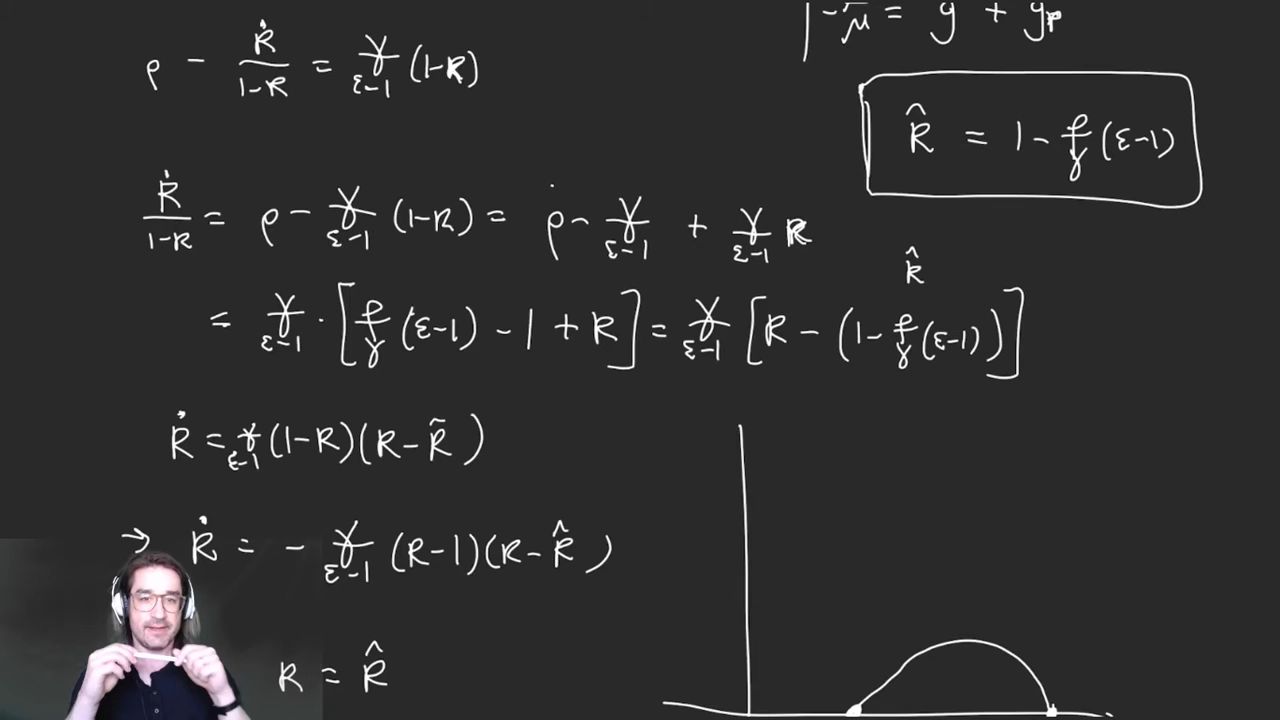 1 - μ̄ = y + yρ
ρ - Ṙ/(1-R) = γ/(ε-1) (1-R)
R̂ = 1 - ρ/γ (ε-1)
Ṙ/(1-R) = ρ - γ/(ε-1) (1-R) = ρ - γ/(ε-1) + γ/(ε-1) R
R̂
= γ/(ε-1) · [ρ/γ (ε-1) - 1 + R] = γ/(ε-1) [R - (1 - ρ/γ (ε-1))]
Ṙ = γ/(ε-1) (1-R)(R - R̃)
→ Ṙ = - γ/(ε-1) (R-1)(R - R̂)
R = R̂